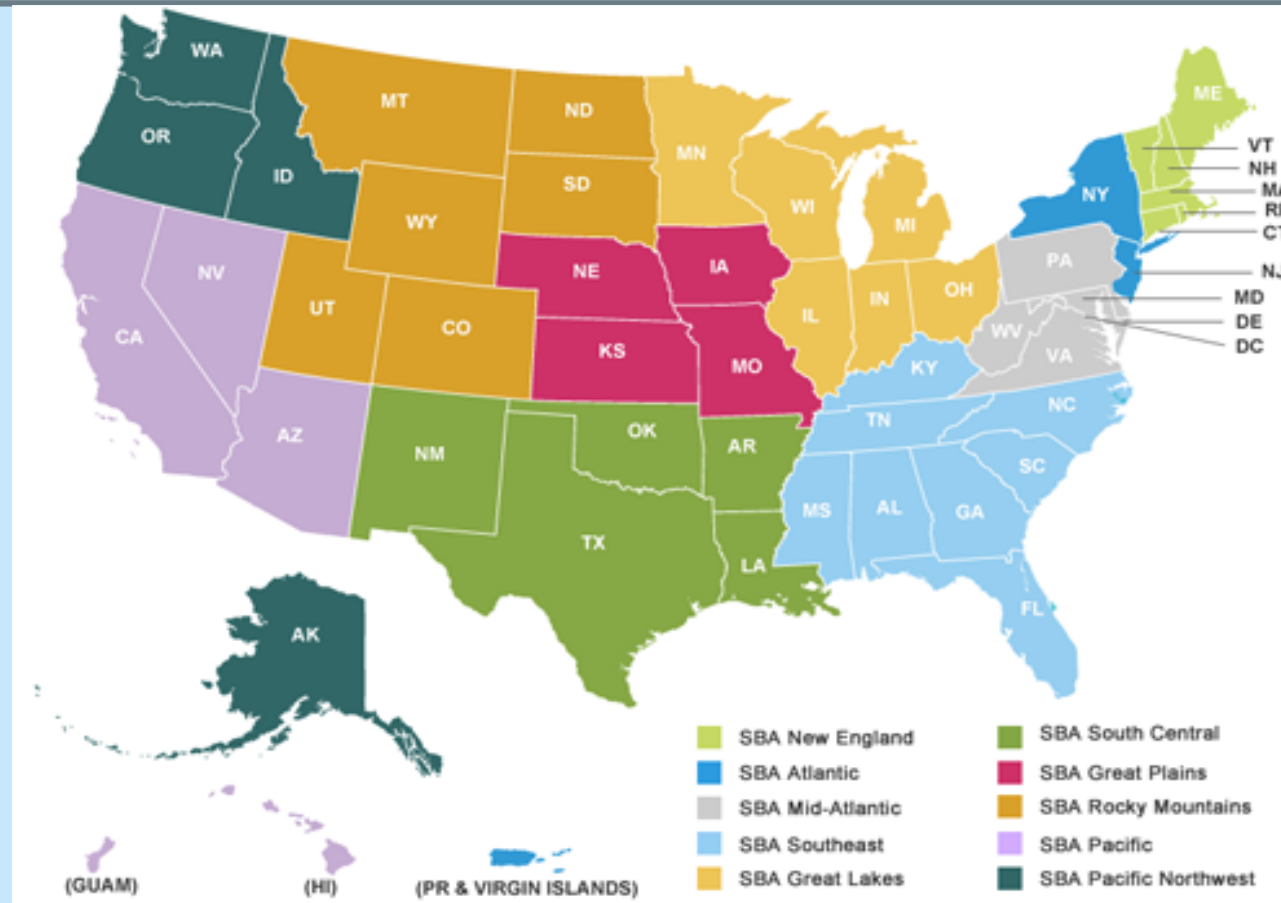 WA
MT
ND
OR
ID
MN
ME
VT
NH
SD
WY
WI
MI
NY
MA
RI
CT
NV
NE
IA
PA
NJ
UT
CO
IL
IN
OH
MD
DE
DC
CA
KS
MO
WV
VA
KY
AZ
NM
OK
AR
TN
NC
SC
TX
MS
AL
GA
LA
FL
AK
SBA New England
SBA Atlantic
SBA Mid-Atlantic
SBA Southeast
SBA Great Lakes
SBA South Central
SBA Great Plains
SBA Rocky Mountains
SBA Pacific
SBA Pacific Northwest
(GUAM)
(HI)
(PR & VIRGIN ISLANDS)